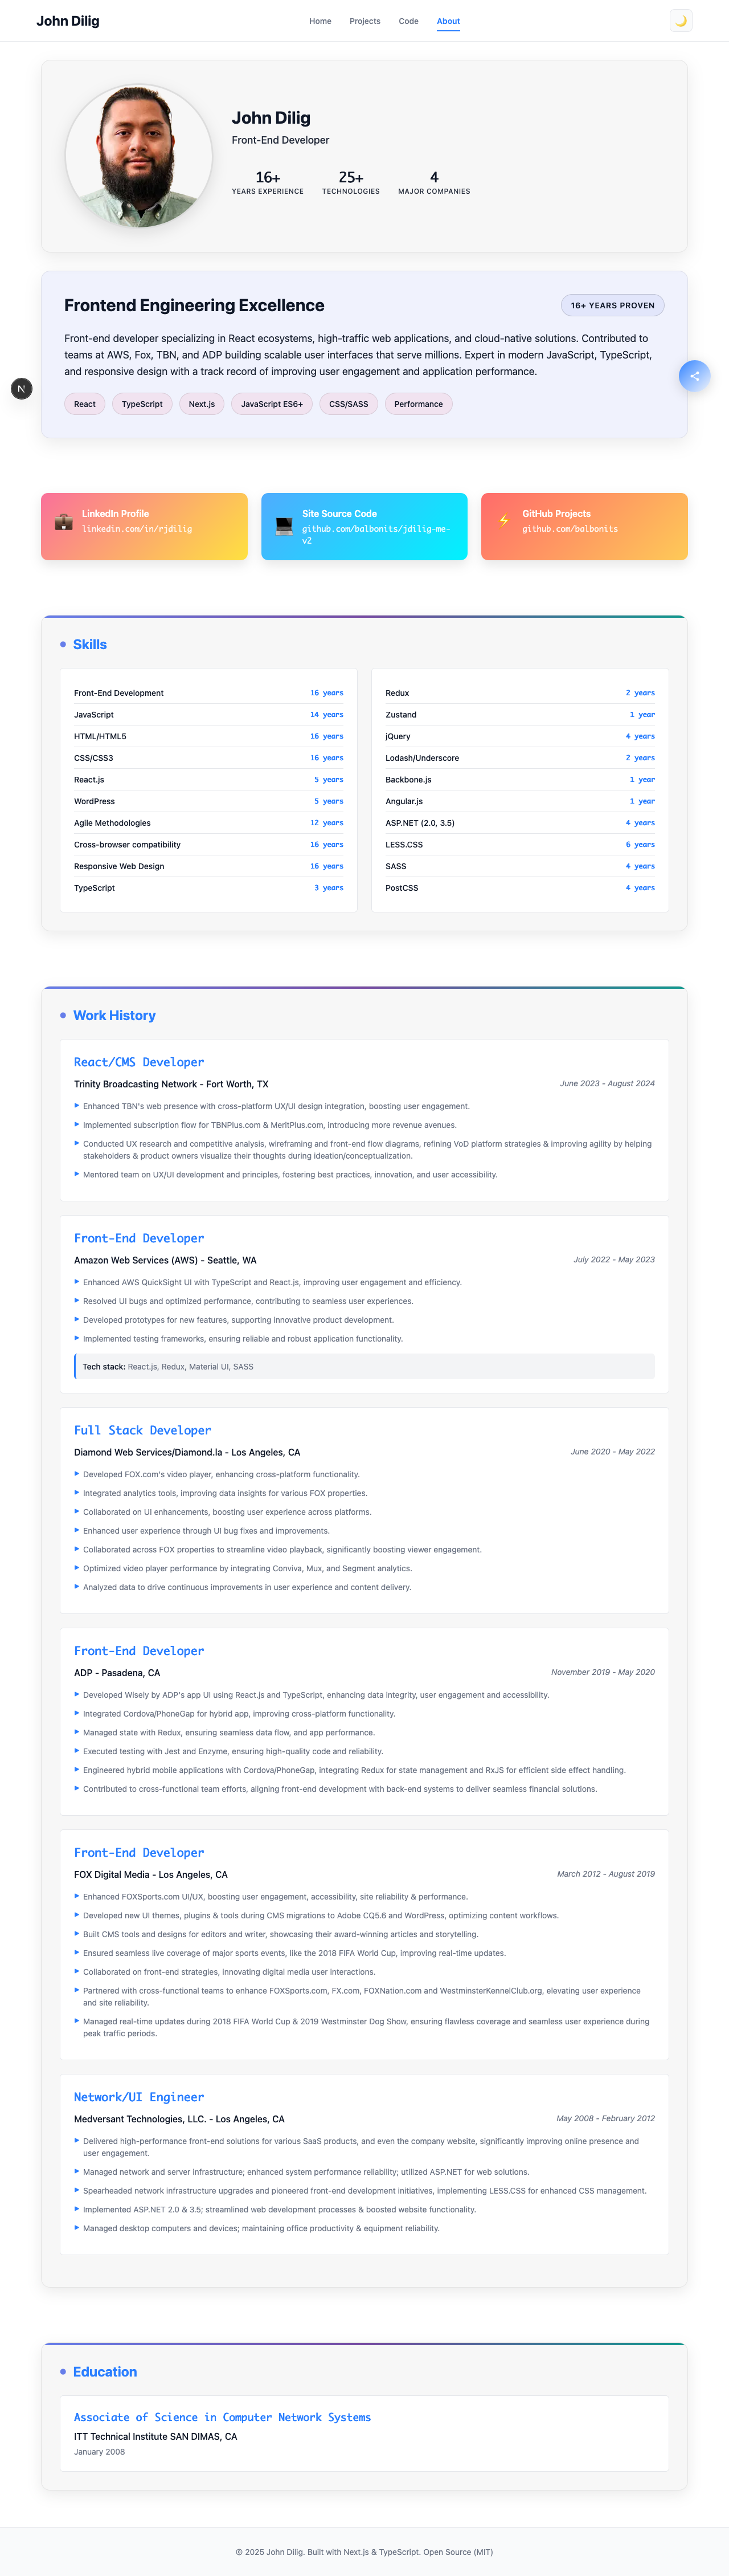 John Dilig
Home
Projects
Code
About
John Dilig
Front-End Developer
16+
YEARS EXPERIENCE
25+
TECHNOLOGIES
4
MAJOR COMPANIES
Frontend Engineering Excellence
16+ YEARS PROVEN
Front-end developer specializing in React ecosystems, high-traffic web applications, and cloud-native solutions. Contributed to
teams at AWS, Fox, TBN, and ADP building scalable user interfaces that serve millions. Expert in modern JavaScript, TypeScript,
and responsive design with a track record of improving user engagement and application performance.
N
React
TypeScript
Next.js
JavaScript ES6+
CSS/SASS
Performance
LinkedIn Profile
linkedin.com/in/rjdilig
Site Source Code
github.com/balbonits/jdilig-me-
v2
GitHub Projects
github.com/balbonits
Skills
Front-End Development 16 years
JavaScript 14 years
HTML/HTML5 16 years
CSS/CSS3 16 years
React.js 5 years
WordPress 5 years
Agile Methodologies 12 years
Cross-browser compatibility 16 years
Responsive Web Design 16 years
TypeScript 3 years
Redux 2 years
Zustand 1 year
jQuery 4 years
Lodash/Underscore 2 years
Backbone.js 1 year
Angular.js 1 year
ASP.NET (2.0, 3.5) 4 years
LESS.CSS 6 years
SASS 4 years
PostCSS 4 years
Work History
React/CMS Developer
Trinity Broadcasting Network - Fort Worth, TX
June 2023 - August 2024
Enhanced TBN's web presence with cross-platform UX/UI design integration, boosting user engagement.
Implemented subscription flow for TBNPlus.com & MeritPlus.com, introducing more revenue avenues.
Conducted UX research and competitive analysis, wireframing and front-end flow diagrams, refining VoD platform strategies & improving agility by helping
stakeholders & product owners visualize their thoughts during ideation/conceptualization.
Mentored team on UX/UI development and principles, fostering best practices, innovation, and user accessibility.
Front-End Developer
Amazon Web Services (AWS) - Seattle, WA
July 2022 - May 2023
Enhanced AWS QuickSight UI with TypeScript and React.js, improving user engagement and efficiency.
Resolved UI bugs and optimized performance, contributing to seamless user experiences.
Developed prototypes for new features, supporting innovative product development.
Implemented testing frameworks, ensuring reliable and robust application functionality.
Tech stack: React.js, Redux, Material UI, SASS
Full Stack Developer
Diamond Web Services/Diamond.la - Los Angeles, CA
June 2020 - May 2022
Developed FOX.com's video player, enhancing cross-platform functionality.
Integrated analytics tools, improving data insights for various FOX properties.
Collaborated on UI enhancements, boosting user experience across platforms.
Enhanced user experience through UI bug fixes and improvements.
Collaborated across FOX properties to streamline video playback, significantly boosting viewer engagement.
Optimized video player performance by integrating Conviva, Mux, and Segment analytics.
Analyzed data to drive continuous improvements in user experience and content delivery.
Front-End Developer
ADP - Pasadena, CA
November 2019 - May 2020
Developed Wisely by ADP's app UI using React.js and TypeScript, enhancing data integrity, user engagement and accessibility.
Integrated Cordova/PhoneGap for hybrid app, improving cross-platform functionality.
Managed state with Redux, ensuring seamless data flow, and app performance.
Executed testing with Jest and Enzyme, ensuring high-quality code and reliability.
Engineered hybrid mobile applications with Cordova/PhoneGap, integrating Redux for state management and RxJS for efficient side effect handling.
Contributed to cross-functional team efforts, aligning front-end development with back-end systems to deliver seamless financial solutions.
Front-End Developer
FOX Digital Media - Los Angeles, CA
March 2012 - August 2019
Enhanced FOXSports.com UI/UX, boosting user engagement, accessibility, site reliability & performance.
Developed new UI themes, plugins & tools during CMS migrations to Adobe CQ5.6 and WordPress, optimizing content workflows.
Built CMS tools and designs for editors and writer, showcasing their award-winning articles and storytelling.
Ensured seamless live coverage of major sports events, like the 2018 FIFA World Cup, improving real-time updates.
Collaborated on front-end strategies, innovating digital media user interactions.
Partnered with cross-functional teams to enhance FOXSports.com, FX.com, FOXNation.com and WestminsterKennelClub.org, elevating user experience
and site reliability.
Managed real-time updates during 2018 FIFA World Cup & 2019 Westminster Dog Show, ensuring flawless coverage and seamless user experience during
peak traffic periods.
Network/UI Engineer
Medversant Technologies, LLC. - Los Angeles, CA
May 2008 - February 2012
Delivered high-performance front-end solutions for various SaaS products, and even the company website, significantly improving online presence and
user engagement.
Managed network and server infrastructure; enhanced system performance reliability; utilized ASP.NET for web solutions.
Spearheaded network infrastructure upgrades and pioneered front-end development initiatives, implementing LESS.CSS for enhanced CSS management.
Implemented ASP.NET 2.0 & 3.5; streamlined web development processes & boosted website functionality.
Managed desktop computers and devices; maintaining office productivity & equipment reliability.
Education
Associate of Science in Computer Network Systems
ITT Technical Institute SAN DIMAS, CA
January 2008
© 2025 John Dilig. Built with Next.js & TypeScript. Open Source (MIT)